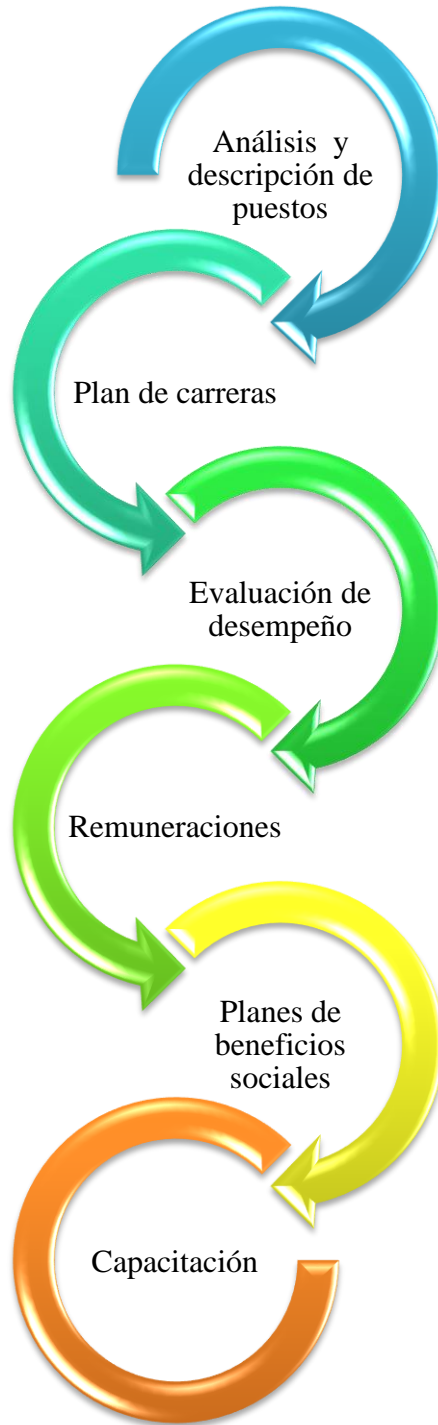 Análisis y
descripción de
puestos
Plan de carreras
Evaluación de
desempeño
Remuneraciones
Planes de
beneficios
sociales
Capacitación